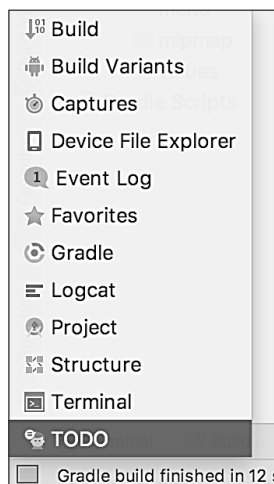 Build
Build Variants
Captures
Device File Explorer
1 Event Log
Favorites
Gradle
Logcat
Project
Structure
Terminal
TODO
Gradle build finished in 12 s